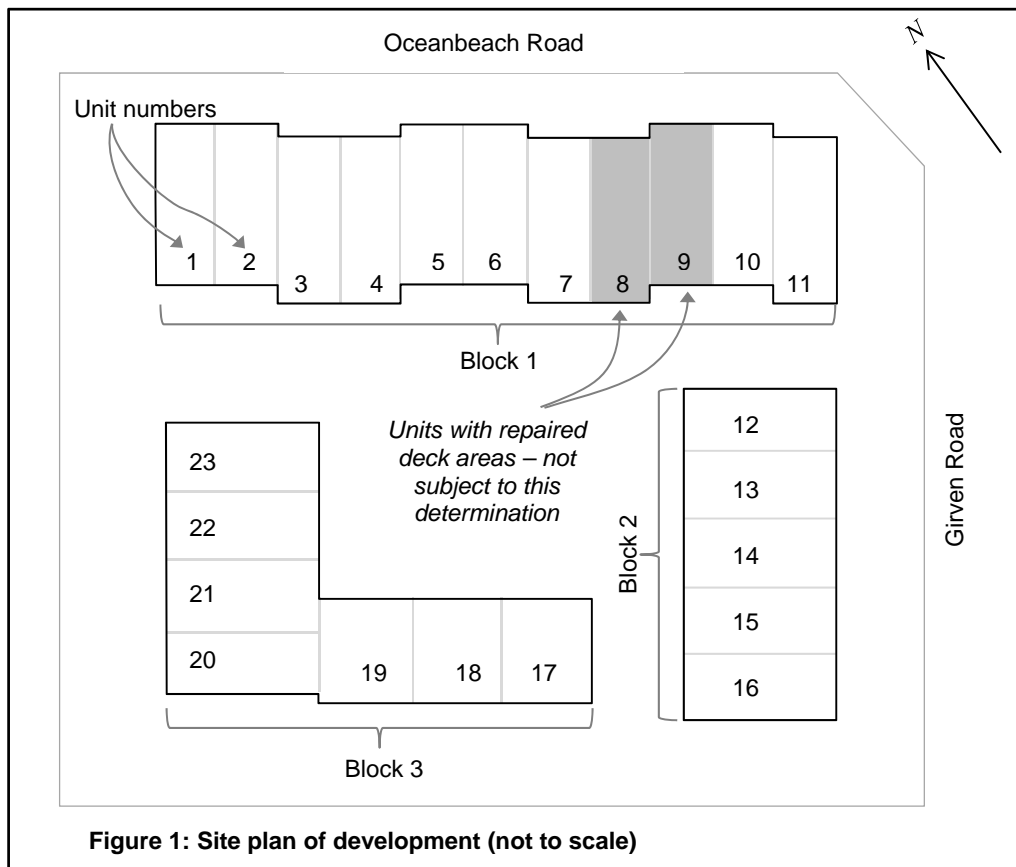 Oceanbeach Road
N
Unit numbers
1
2
3
4
5
6
7
8
9
10
11
Block 1
Units with repaired
deck areas – not
subject to this
determination
12
13
14
15
16
Block 2
Girven Road
23
22
21
20
19
18
17
Block 3
Figure 1: Site plan of development (not to scale)